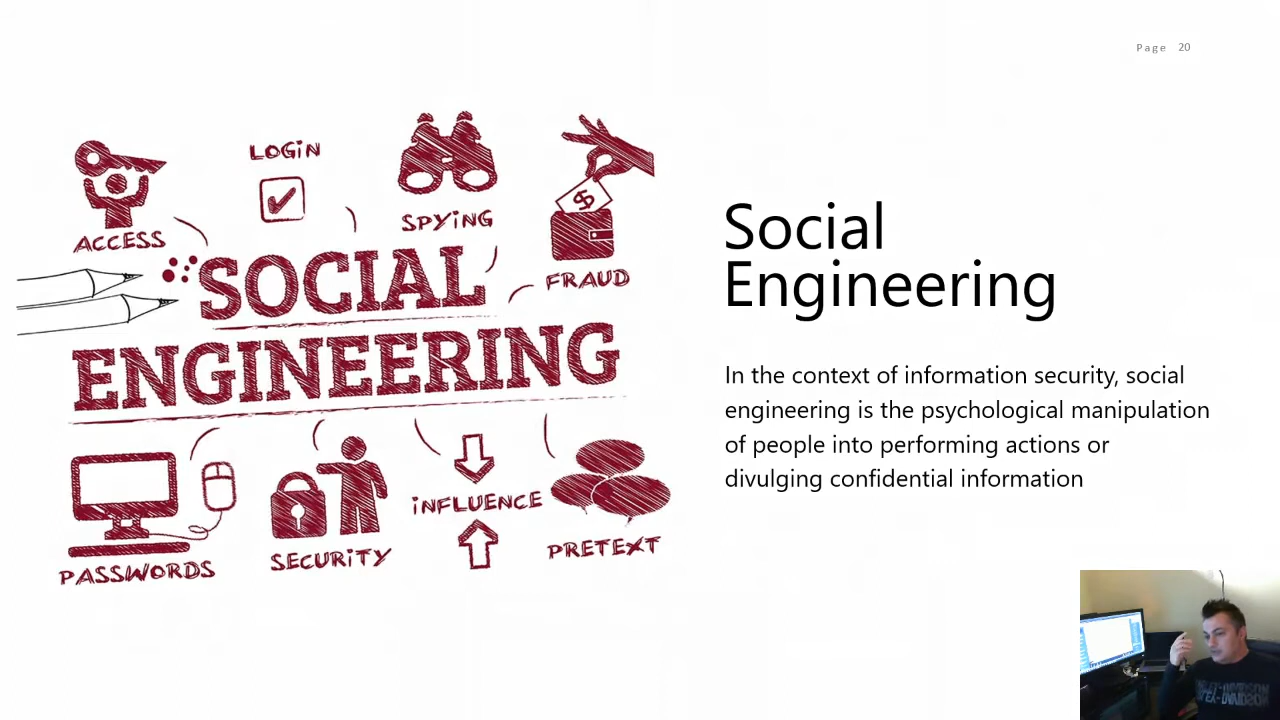 Page 20
LOGiN
SPYiNG
ACCESS
FRAUD
SOCIAL
ENGINEERING
iNFLUENCE
PRETEXT
SECURiTY
PASSWORDS
Social
Engineering
In the context of information security, social
engineering is the psychological manipulation
of people into performing actions or
divulging confidential information